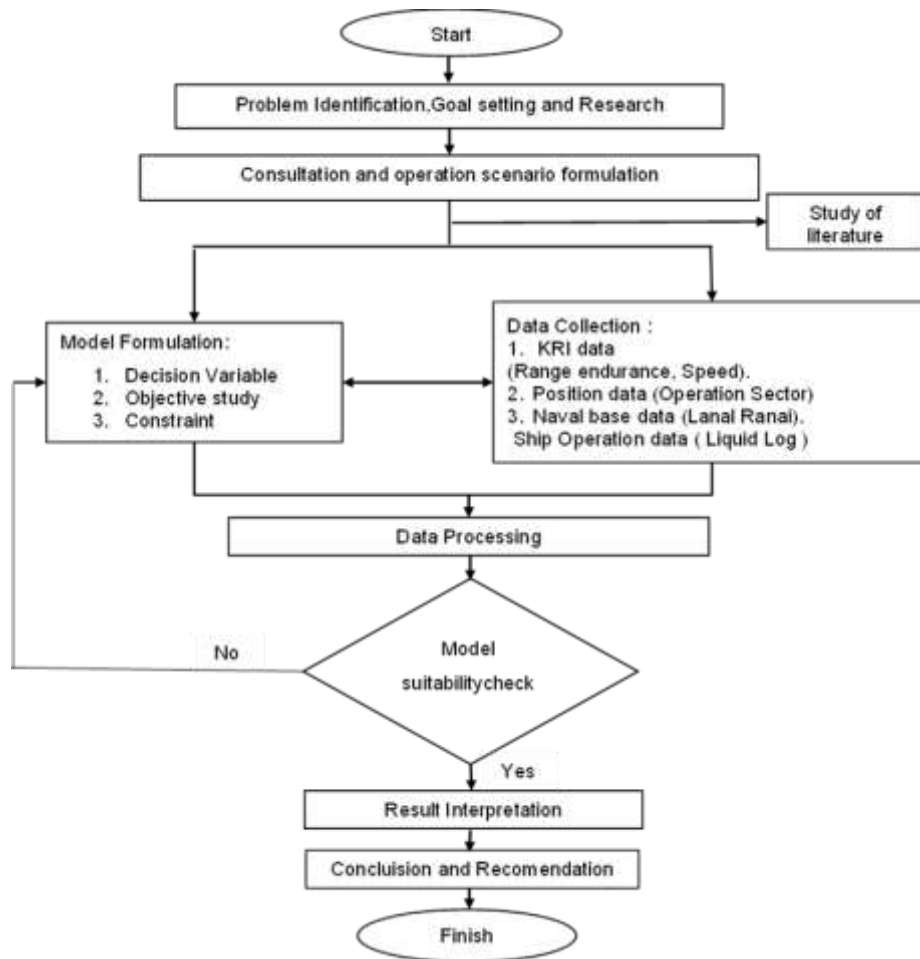 Start
Problem Identification,Goal setting and Research
Consultation and operation scenario formulation
Study of
literature
Model Formulation:
1. Decision Variable
2. Objective study
3. Constraint
Data Collection :
1. KRI data
(Range endurance, Speed).
2. Position data (Operation Sector)
3. Naval base data (Lanal Ranai).
Ship Operation data ( Liquid Log )
Data Processing
No
Model
suitabilitycheck
Yes
Result Interpretation
Concluision and Recomendation
Finish